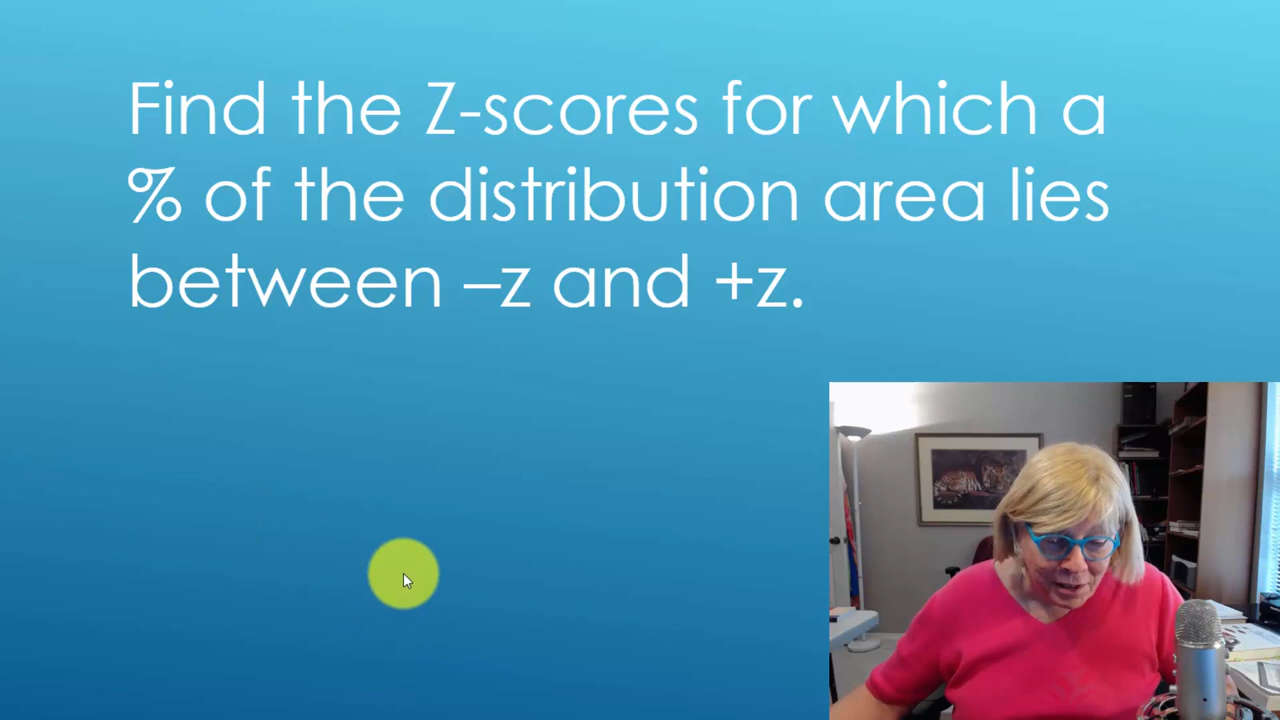 Find the Z-scores for which a
% of the distribution area lies
between –z and +z.